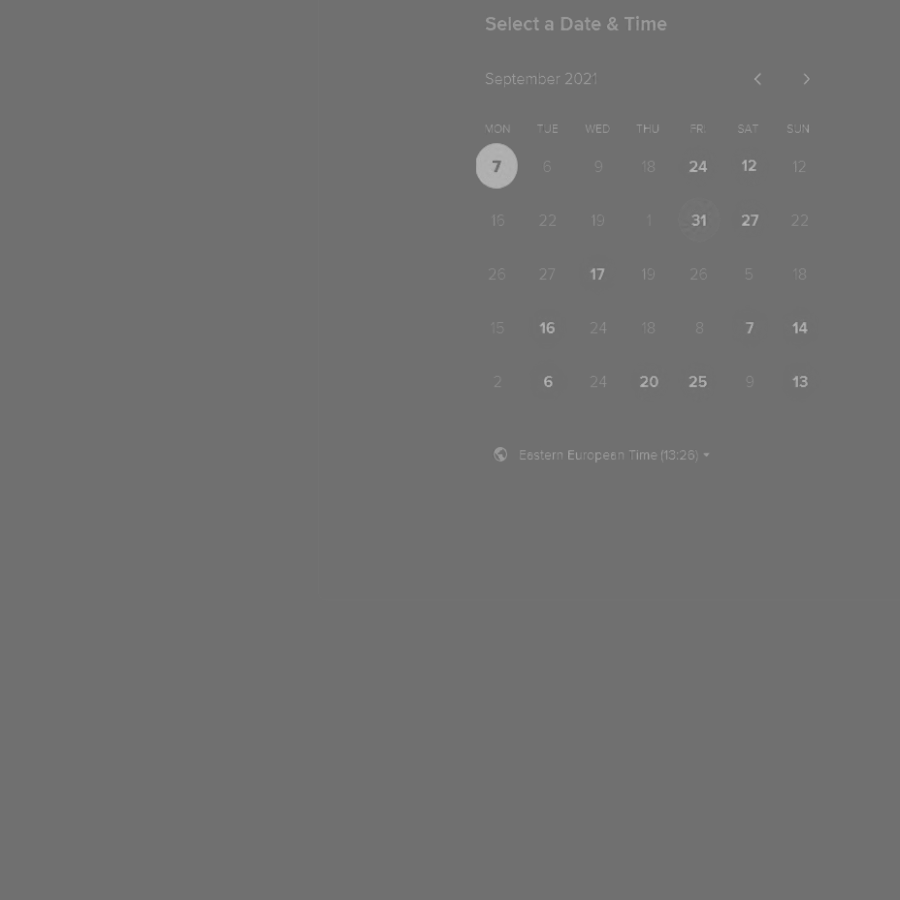 Select a Date & Time
September 2021
MON TUE WED THU FRI SAT SUN
7 6 9 18 24 12 12
16 22 19 1 31 27 22
26 27 17 19 26 5 18
15 16 24 18 8 7 14
2 6 24 20 25 9 13
Eastern European Time (13:26)